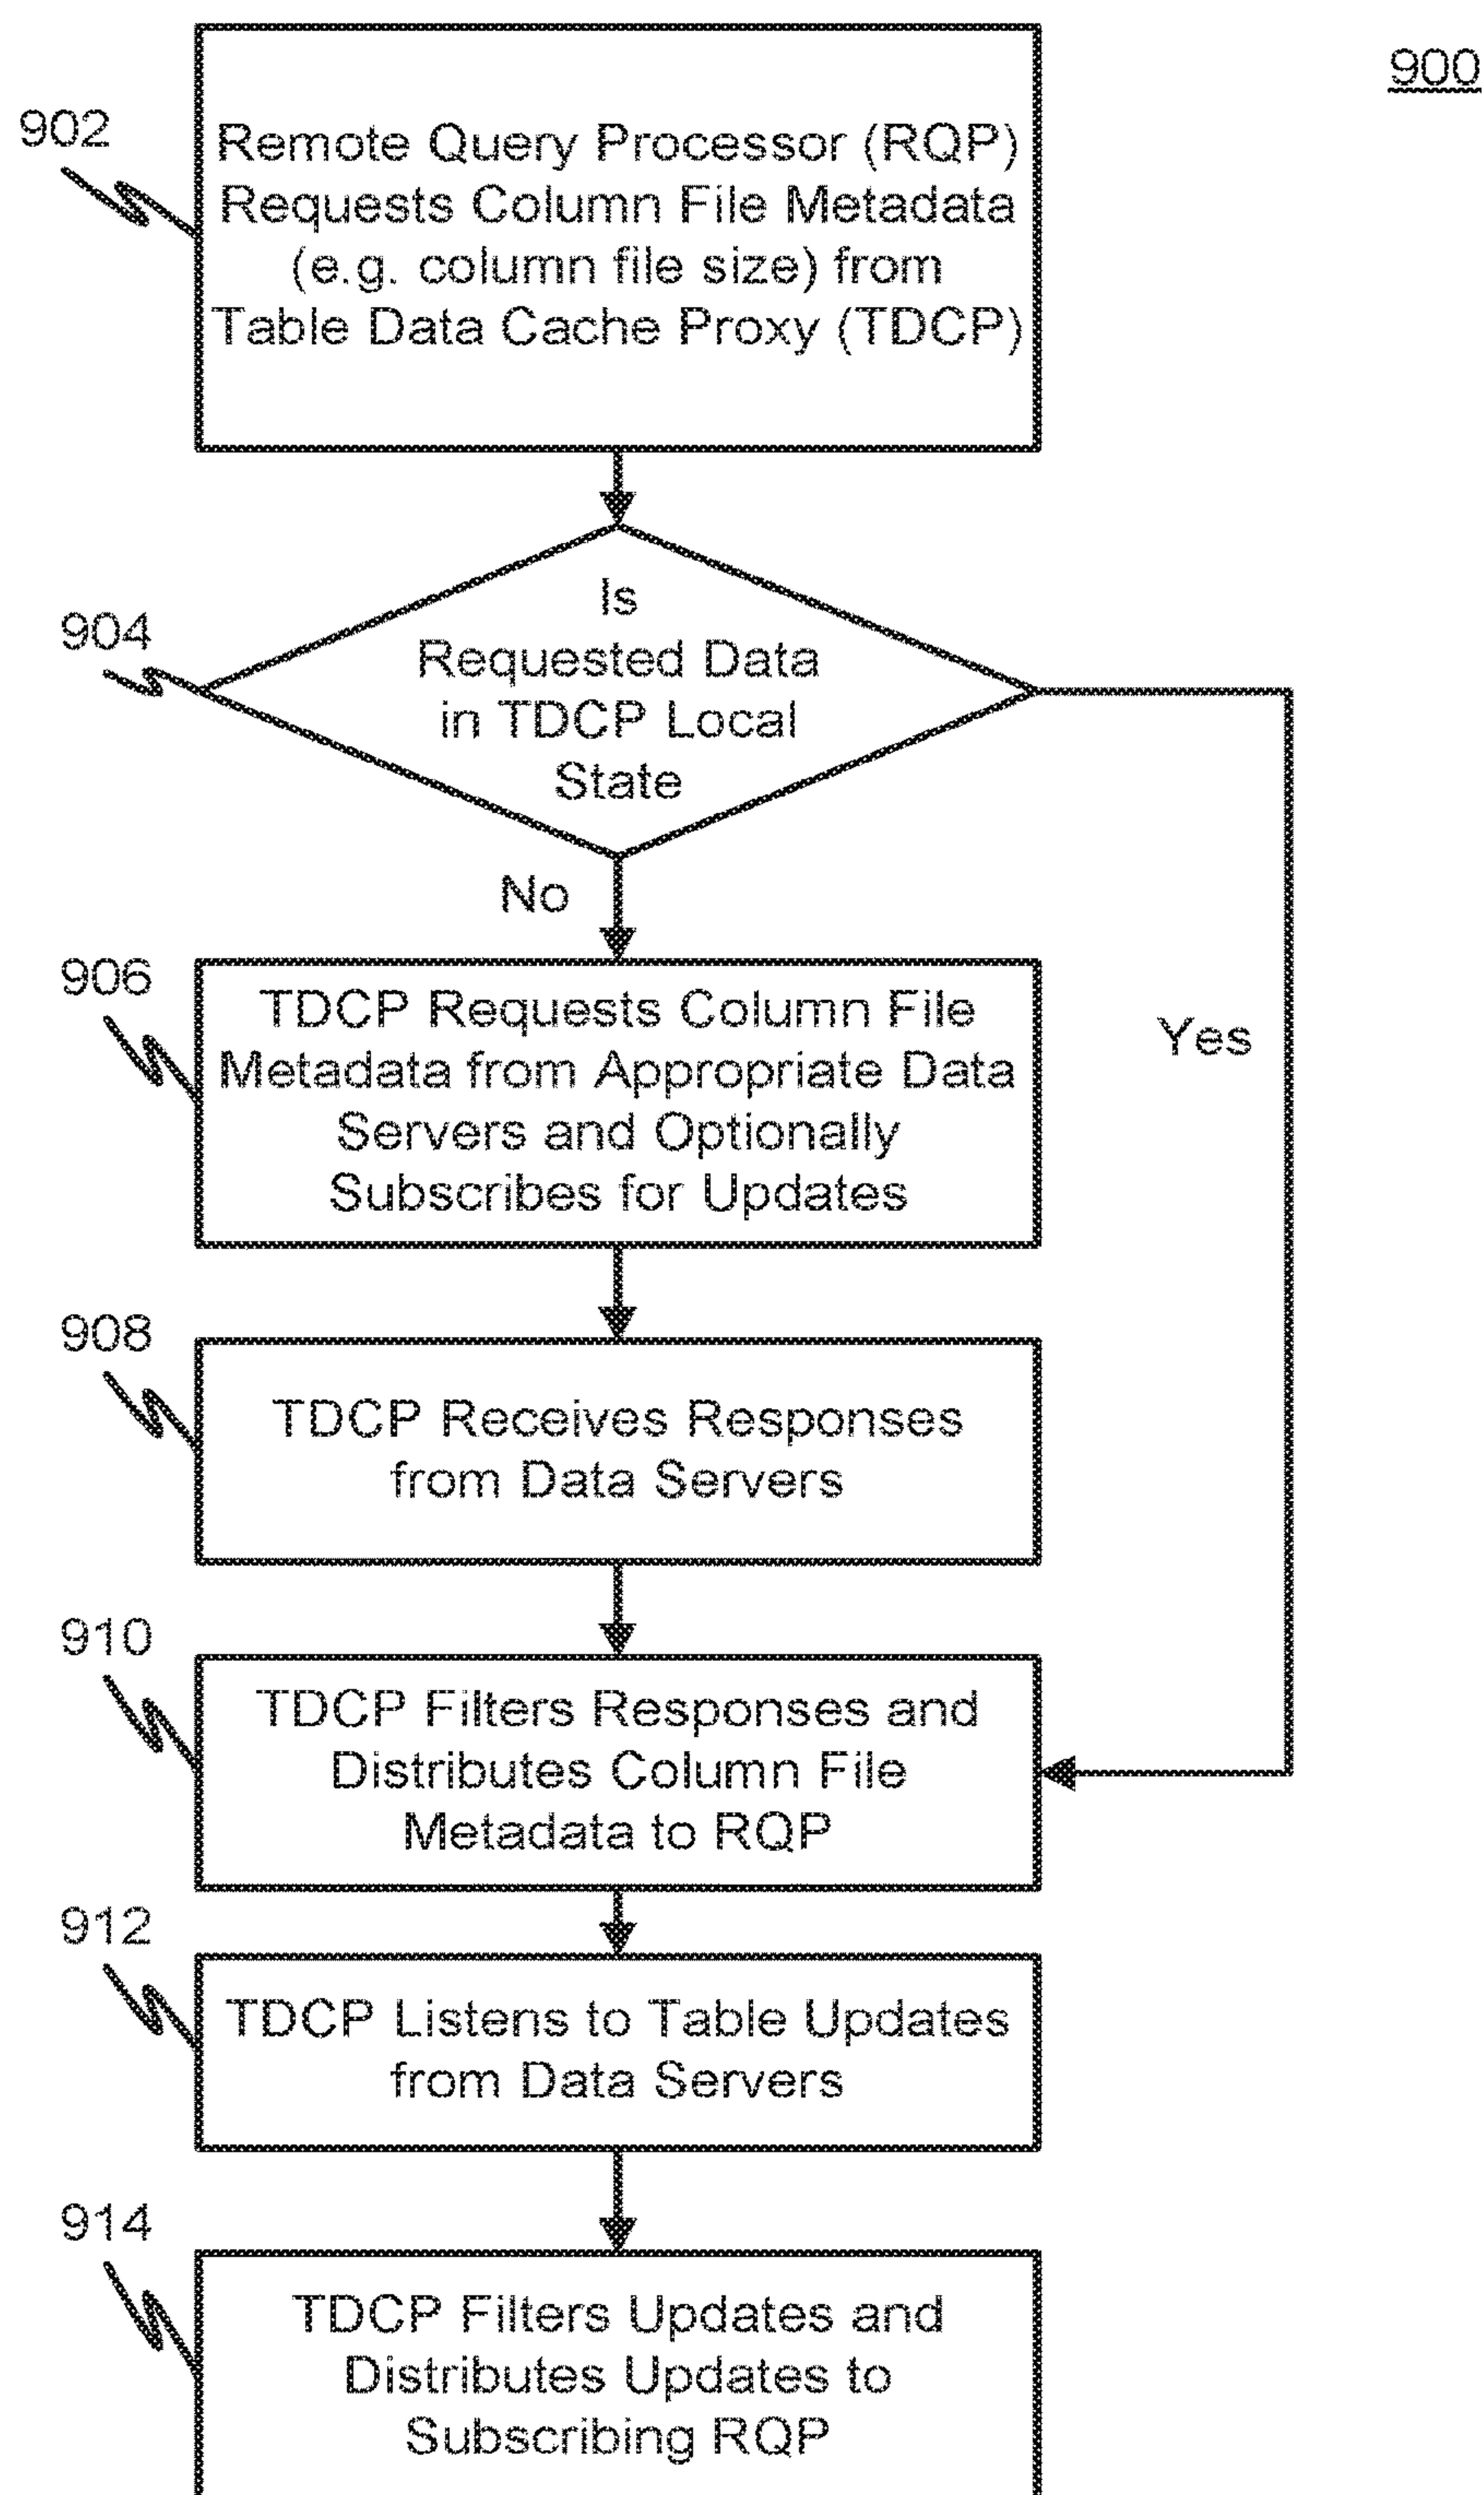 900
902
Remote Query Processor (RQP)
Requests Column File Metadata
(e.g. column file size) from
Table Data Cache Proxy (TDCP)
904
Is
Requested Data
in TDCP Local
State
No
Yes
906
TDCP Requests Column File
Metadata from Appropriate Data
Servers and Optionally
Subscribes for Updates
908
TDCP Receives Responses
from Data Servers
910
TDCP Filters Responses and
Distributes Column File
Metadata to RQP
912
TDCP Listens to Table Updates
from Data Servers
914
TDCP Filters Updates and
Distributes Updates to
Subscribing RQP